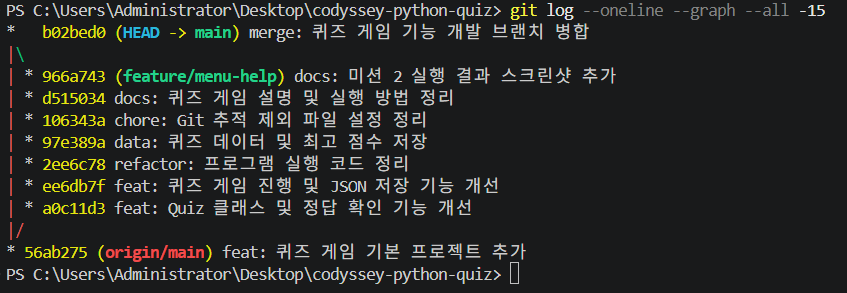 PS C:\Users\Administrator\Desktop\codyssey-python-quiz> git log --oneline --graph --all -15
*   b02bed0 (HEAD -> main) merge: 퀴즈 게임 기능 개발 브랜치 병합
|\
| * 966a743 (feature/menu-help) docs: 미션 2 실행 결과 스크린샷 추가
| * d515034 docs: 퀴즈 게임 설명 및 실행 방법 정리
| * 106343a chore: Git 추적 제외 파일 설정 정리
| * 97e389a data: 퀴즈 데이터 및 최고 점수 저장
| * 2ee6c78 refactor: 프로그램 실행 코드 정리
| * ee6db7f feat: 퀴즈 게임 진행 및 JSON 저장 기능 개선
| * a0c11d3 feat: Quiz 클래스 및 정답 확인 기능 개선
|/
* 56ab275 (origin/main) feat: 퀴즈 게임 기본 프로젝트 추가
PS C:\Users\Administrator\Desktop\codyssey-python-quiz>